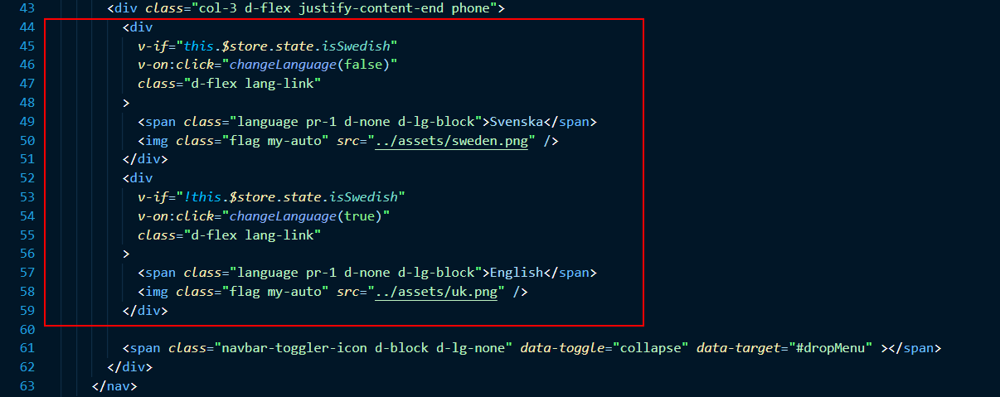 43 <div class="col-3 d-flex justify-content-end phone">
44 <div
45 v-if="this.$store.state.isSwedish"
46 v-on:click="changeLanguage(false)"
47 class="d-flex lang-link"
48 >
49 <span class="language pr-1 d-none d-lg-block">Svenska</span>
50 <img class="flag my-auto" src="../assets/sweden.png" />
51 </div>
52 <div
53 v-if="!this.$store.state.isSwedish"
54 v-on:click="changeLanguage(true)"
55 class="d-flex lang-link"
56 >
57 <span class="language pr-1 d-none d-lg-block">English</span>
58 <img class="flag my-auto" src="../assets/uk.png" />
59 </div>
60
61 <span class="navbar-toggler-icon d-block d-lg-none" data-toggle="collapse" data-target="#dropMenu" ></span>
62 </div>
63 </nav>